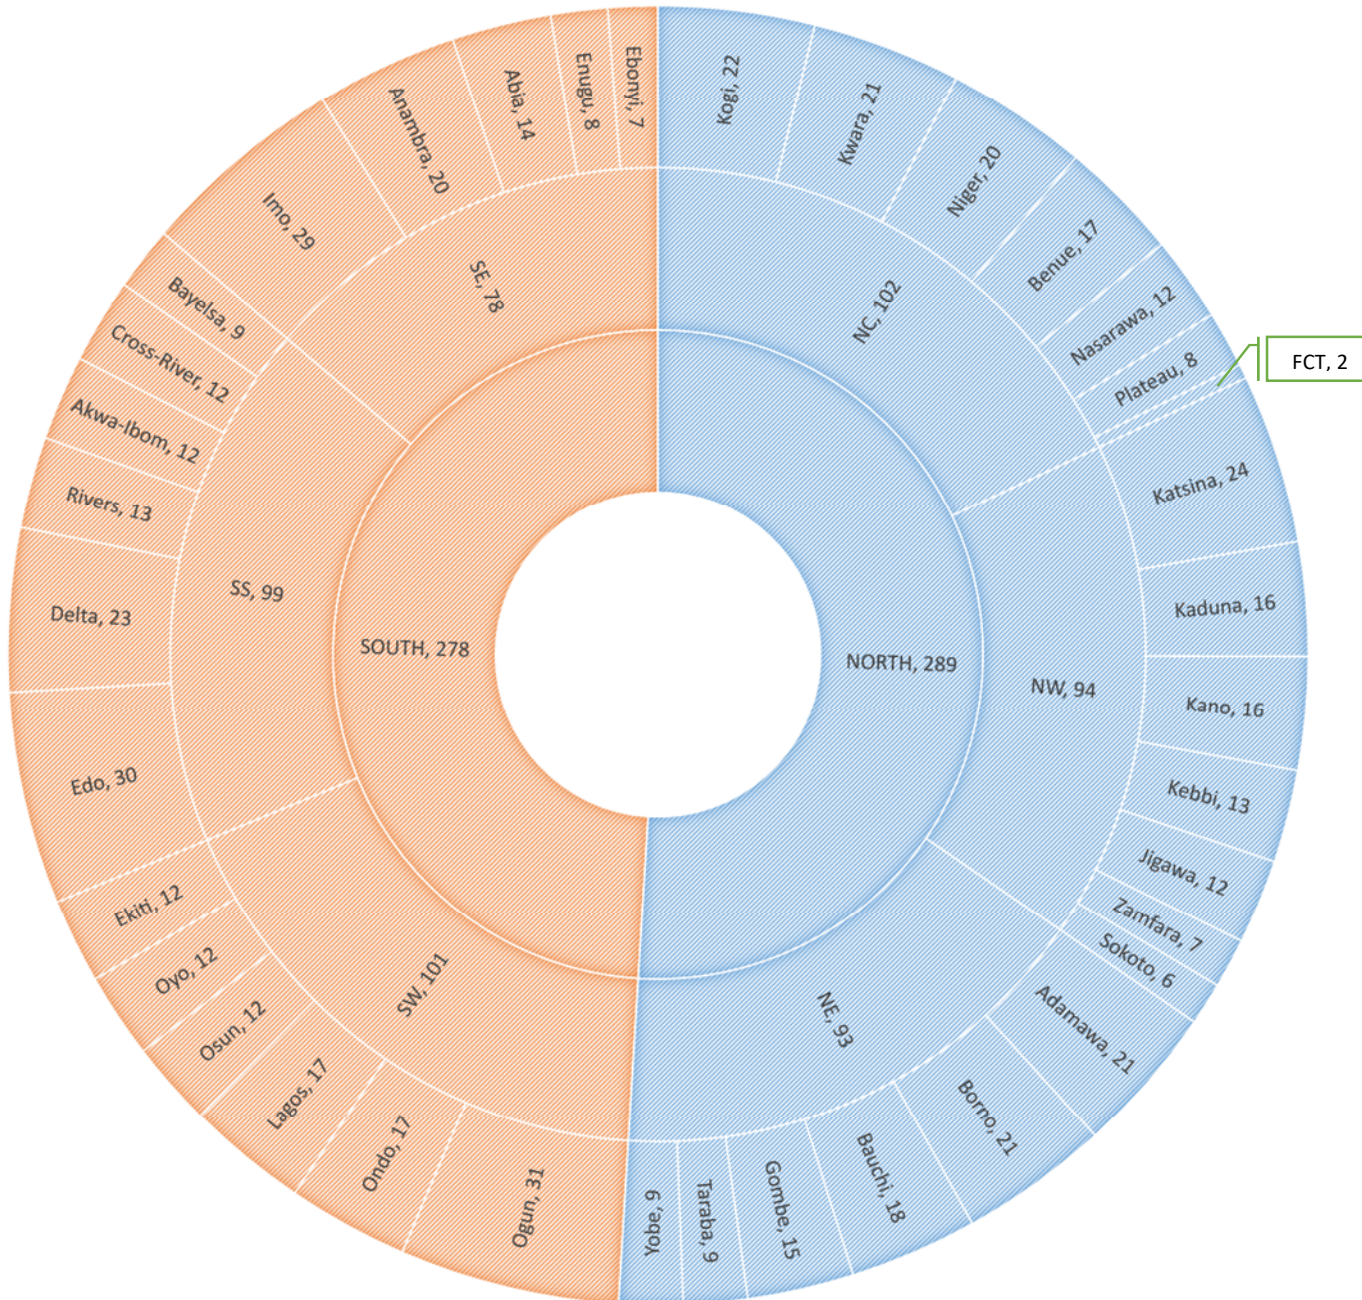 NORTH, 289
NC, 102
Kogi, 22
Kwara, 21
Niger, 20
Benue, 17
Nasarawa, 12
Plateau, 8
FCT, 2
NW, 94
Katsina, 24
Kaduna, 16
Kano, 16
Kebbi, 13
Jigawa, 12
Zamfara, 7
Sokoto, 6
NE, 93
Adamawa, 21
Borno, 21
Bauchi, 18
Gombe, 15
Taraba, 9
Yobe, 9
SOUTH, 278
SW, 101
Ogun, 31
Ondo, 17
Lagos, 17
Osun, 12
Oyo, 12
Ekiti, 12
SS, 99
Edo, 30
Delta, 23
Rivers, 13
Akwa-Ibom, 12
Cross-River, 12
Bayelsa, 9
SE, 78
Imo, 29
Anambra, 20
Abia, 14
Enugu, 8
Ebonyi, 7